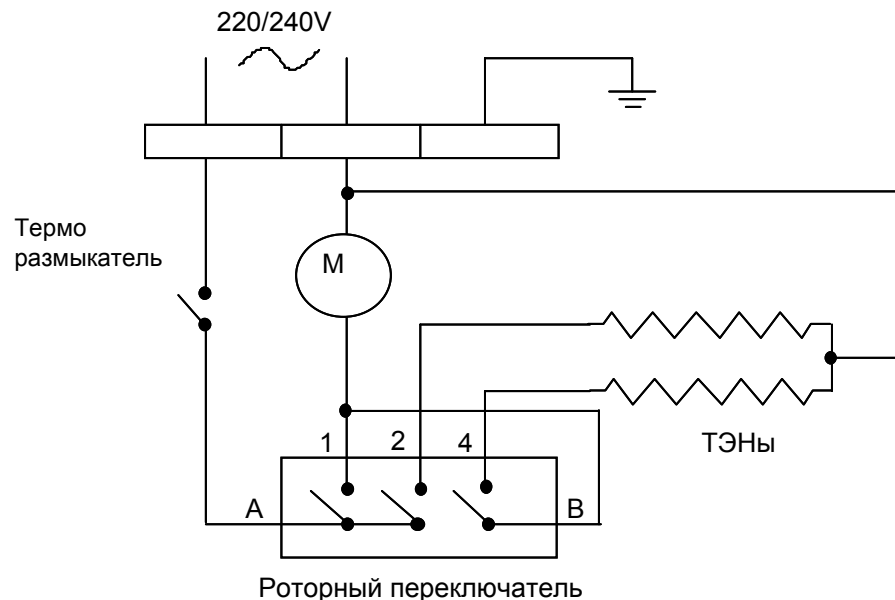 220/240V
Термо
размыкатель
М
1 2 4
ТЭНы
А В
Роторный переключатель